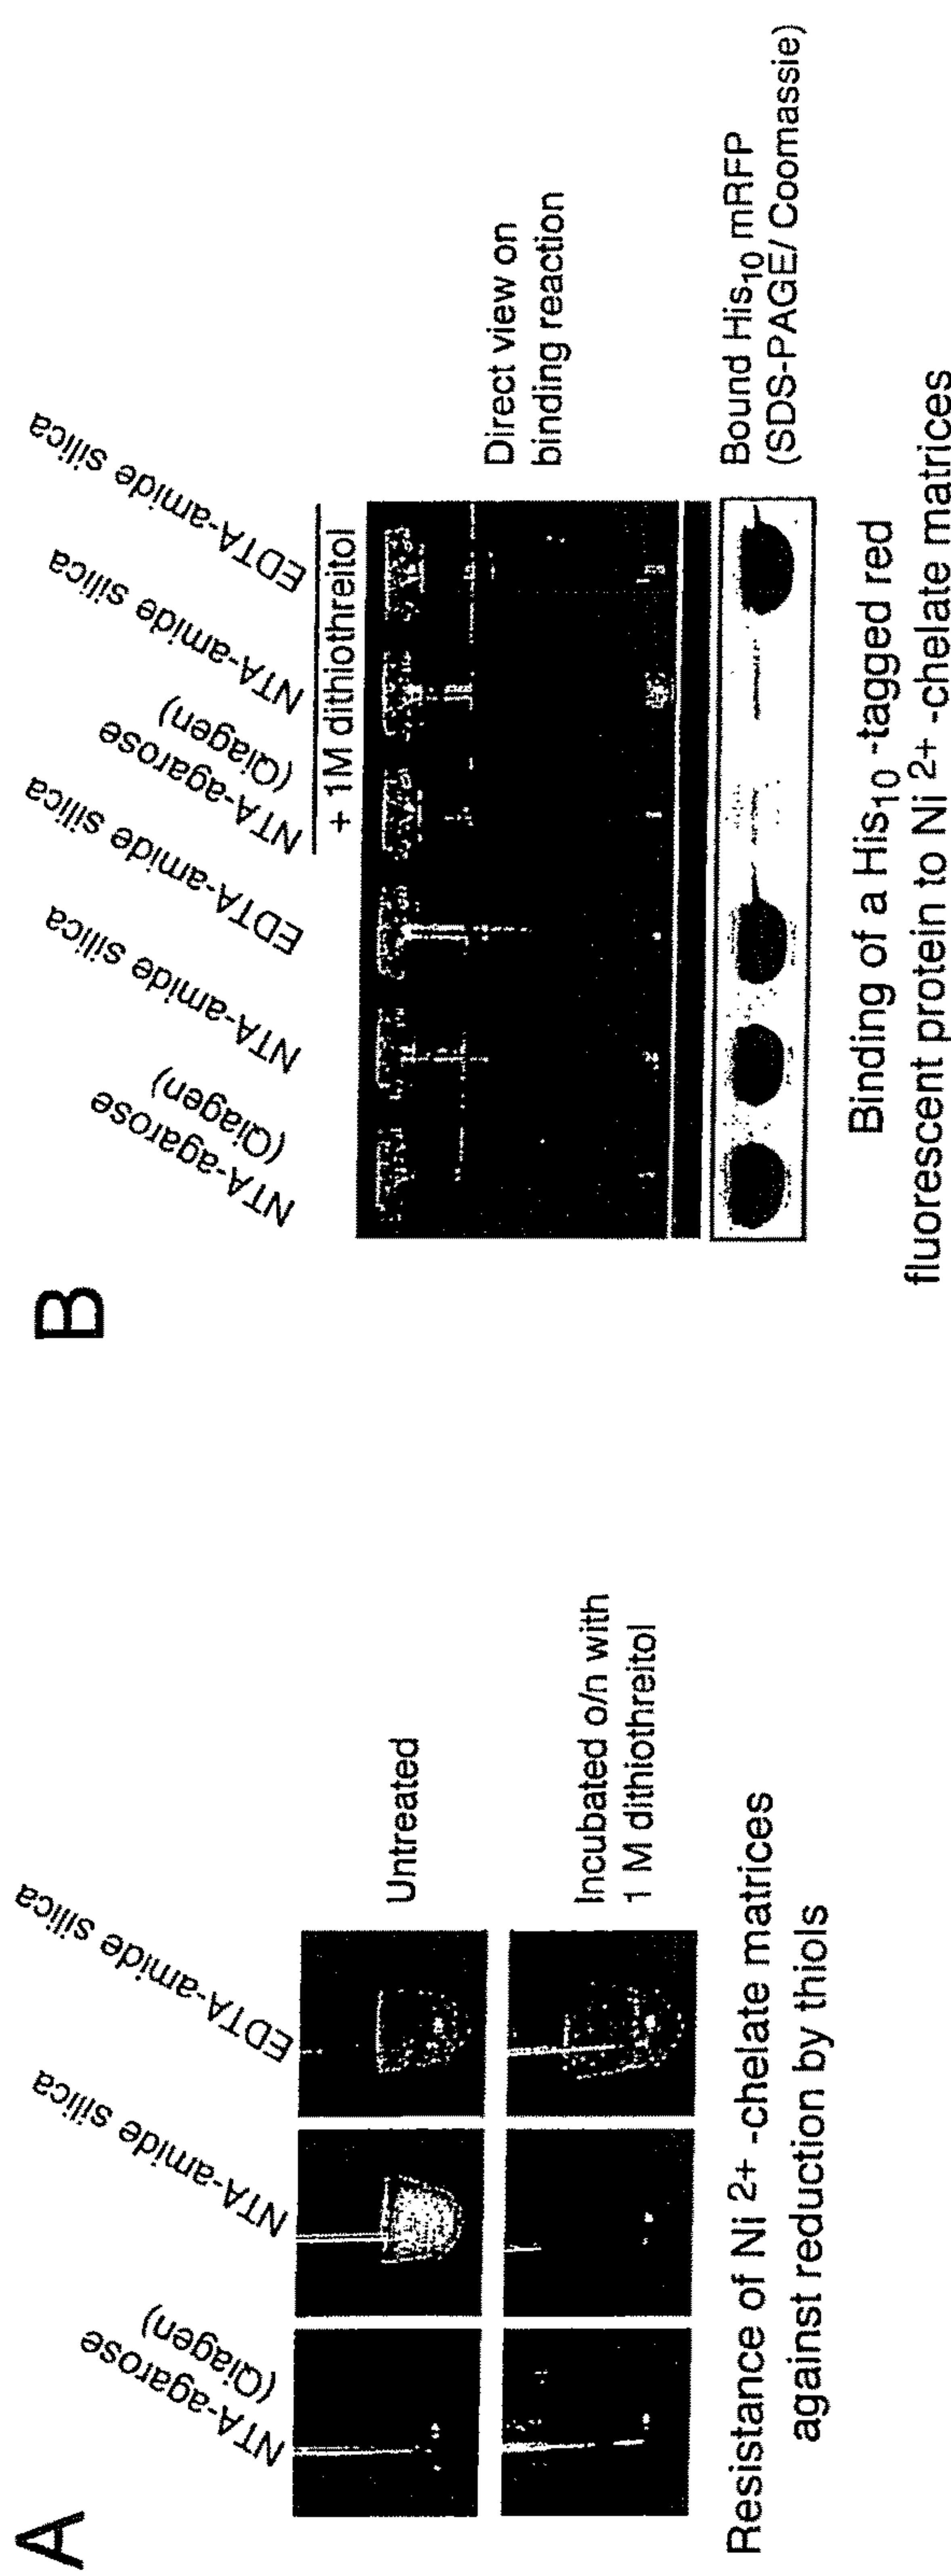 A
NTA-agarose
(Qiagen)
NTA-amide silica
EDTA-amide silica
Untreated
Incubated o/n with
1 M dithiothreitol
Resistance of Ni 2+ -chelate matrices
against reduction by thiols
B
NTA-agarose
(Qiagen)
NTA-amide silica
EDTA-amide silica
NTA-agarose
(Qiagen)
NTA-amide silica
EDTA-amide silica
+ 1M dithiothreitol
Direct view on
binding reaction
Bound His10 mRFP
(SDS-PAGE/ Coomassie)
Binding of a His10 -tagged red
fluorescent protein to Ni 2+ -chelate matrices